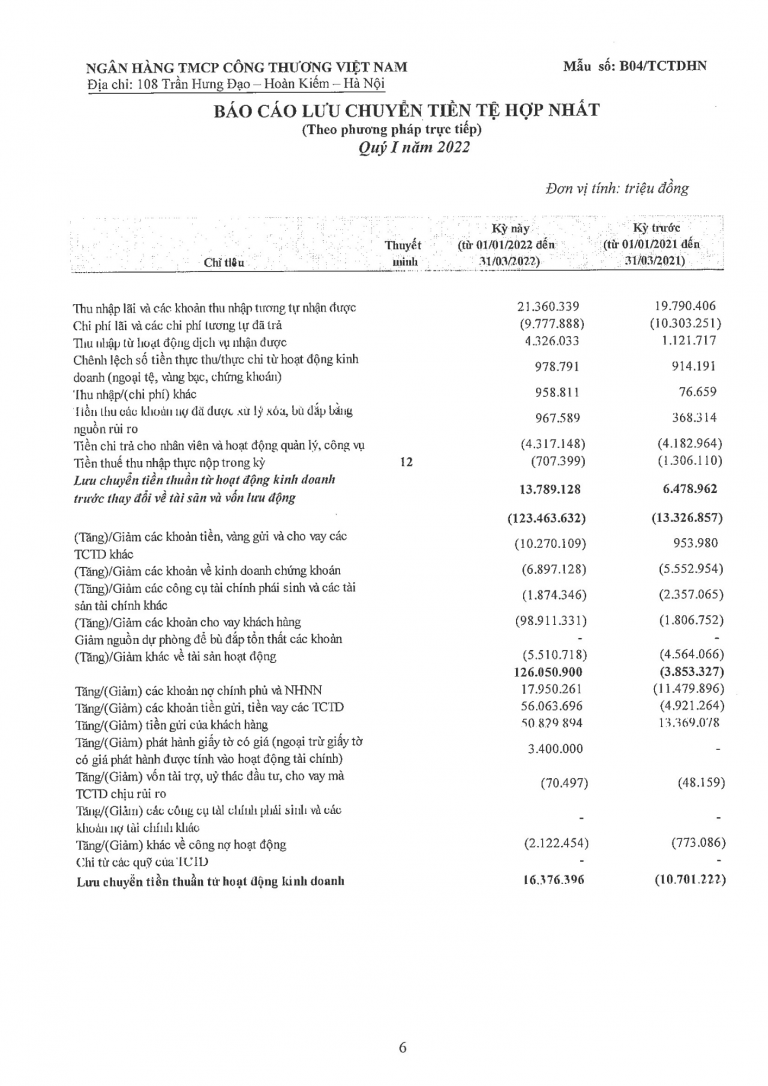 NGÂN HÀNG TMCP CÔNG THƯƠNG VIỆT NAM Mẫu số: B04/TCTDHN
Địa chỉ: 108 Trần Hưng Đạo – Hoàn Kiếm – Hà Nội
BÁO CÁO LƯU CHUYỂN TIỀN TỆ HỢP NHẤT
(Theo phương pháp trực tiếp)
Quý I năm 2022
Đơn vị tính: triệu đồng
Kỳ này Kỳ trước
Thuyết (từ 01/01/2022 đến (từ 01/01/2021 đến
Chỉ tiêu minh 31/03/2022) 31/03/2021)
Thu nhập lãi và các khoản thu nhập tương tự nhận được 21.360.339 19.790.406
Chi phí lãi và các chi phí tương tự đã trả (9.777.888) (10.303.251)
Thu nhập từ hoạt động dịch vụ nhận được 4.326.033 1.121.717
Chênh lệch số tiền thực thu/thực chi từ hoạt động kinh
doanh (ngoại tệ, vàng bạc, chứng khoán) 978.791 914.191
Thu nhập/(chi phí) khác 958.811 76.659
Tiền thu các khoản nợ đã được xử lý xóa, bù đắp bằng
nguồn rủi ro 967.589 368.314
Tiền chi trả cho nhân viên và hoạt động quản lý, công vụ (4.317.148) (4.182.964)
Tiền thuế thu nhập thực nộp trong kỳ 12 (707.399) (1.306.110)
Lưu chuyển tiền thuần từ hoạt động kinh doanh
trước thay đổi về tài sản và vốn lưu động 13.789.128 6.478.962
(123.463.632) (13.326.857)
(Tăng)/Giảm các khoản tiền, vàng gửi và cho vay các
TCTD khác (10.270.109) 953.980
(Tăng)/Giảm các khoản về kinh doanh chứng khoán (6.897.128) (5.552.954)
(Tăng)/Giảm các công cụ tài chính phái sinh và các tài
sản tài chính khác (1.874.346) (2.357.065)
(Tăng)/Giảm các khoản cho vay khách hàng (98.911.331) (1.806.752)
Giảm nguồn dự phòng để bù đắp tổn thất các khoản - -
(Tăng)/Giảm khác về tài sản hoạt động (5.510.718) (4.564.066)
126.050.900 (3.853.327)
Tăng/(Giảm) các khoản nợ chính phủ và NHNN 17.950.261 (11.479.896)
Tăng/(Giảm) các khoản tiền gửi, tiền vay các TCTD 56.063.696 (4.921.264)
Tăng/(Giảm) tiền gửi của khách hàng 50.829.894 13.369.078
Tăng/(Giảm) phát hành giấy tờ có giá (ngoại trừ giấy tờ
có giá phát hành được tính vào hoạt động tài chính) 3.400.000 -
Tăng/(Giảm) vốn tài trợ, uỷ thác đầu tư, cho vay mà
TCTD chịu rủi ro (70.497) (48.159)
Tăng/(Giảm) các công cụ tài chính phái sinh và các
khoản nợ tài chính khác - -
Tăng/(Giảm) khác về công nợ hoạt động (2.122.454) (773.086)
Chi từ các quỹ của TCTD - -
Lưu chuyển tiền thuần từ hoạt động kinh doanh 16.376.396 (10.701.222)
6